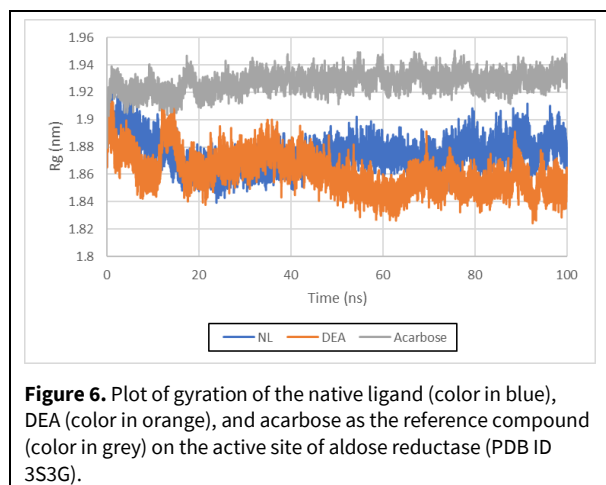 1.96
1.94
1.92
1.9
1.88
1.86
1.84
1.82
1.8
Rg (nm)
0 20 40 60 80 100
Time (ns)
NL DEA Acarbose
Figure 6. Plot of gyration of the native ligand (color in blue),
DEA (color in orange), and acarbose as the reference compound
(color in grey) on the active site of aldose reductase (PDB ID
3S3G).